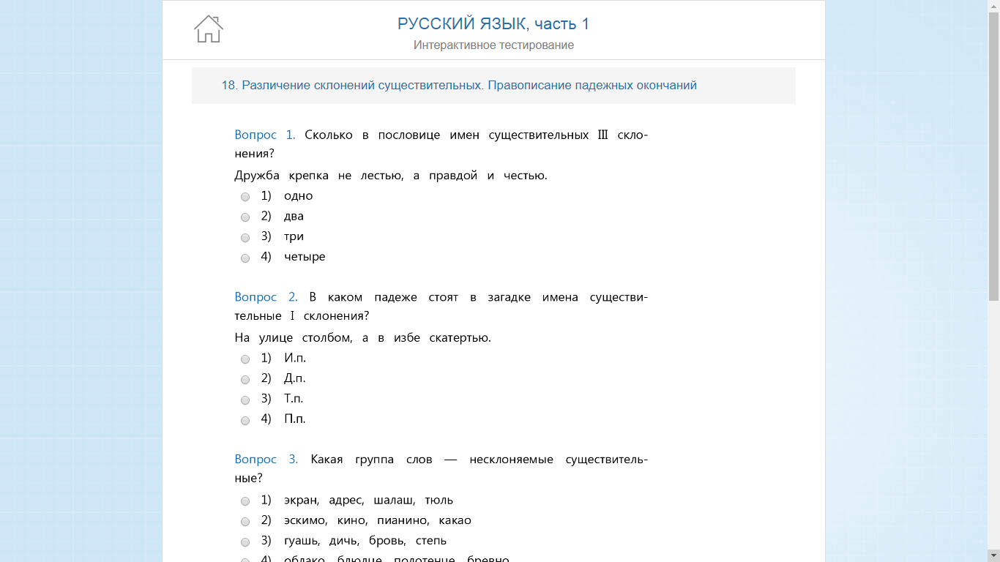 РУССКИЙ ЯЗЫК, часть 1
Интерактивное тестирование
18. Различение склонений существительных. Правописание падежных окончаний
Вопрос 1. Сколько в пословице имен существительных III скло-
нения?
Дружба крепка не лестью, а правдой и честью.
1) одно
2) два
3) три
4) четыре
Вопрос 2. В каком падеже стоят в загадке имена существи-
тельные I склонения?
На улице столбом, а в избе скатертью.
1) И.п.
2) Д.п.
3) Т.п.
4) П.п.
Вопрос 3. Какая группа слов — несклоняемые существитель-
ные?
1) экран, адрес, шалаш, тюль
2) эскимо, кино, пианино, какао
3) гуашь, дичь, бровь, степь
4) облако, блюдце, полотенце, бревно